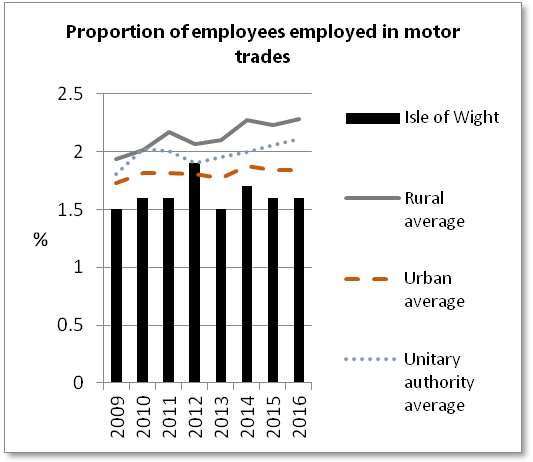 Proportion of employees employed in motor
trades
2.5
2
1.5
1
0.5
0
%
2009
2010
2011
2012
2013
2014
2015
2016
Isle of Wight
Rural
average
Urban
average
Unitary
authority
average